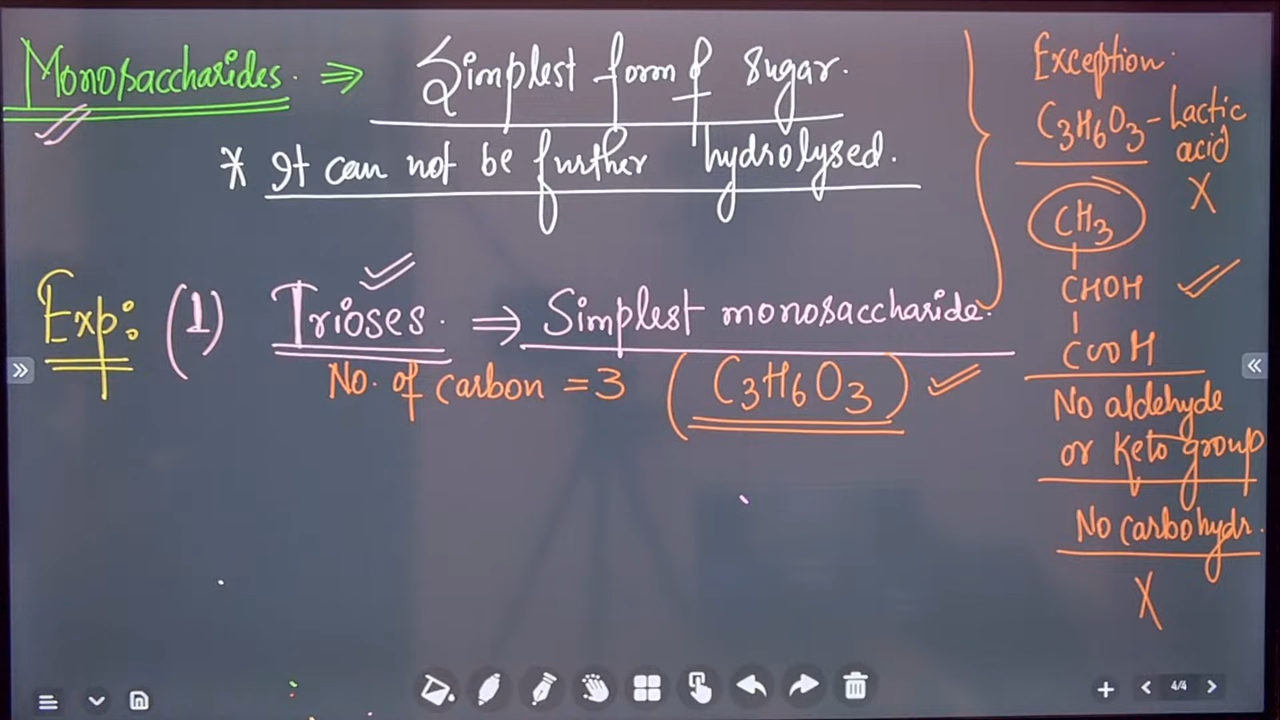 Monosaccharides. ⇒ Simplest form of sugar.
* It can not be further hydrolysed.
Exp: (1) Trioses. ⇒ Simplest monosaccharide.
No. of carbon = 3 (C3H6O3)
Exception.
C3H6O3 - Lactic
acid
X
CH3
|
CHOH
|
COOH
No aldehyde
or Keto group
No carbohydr.
X
4/4